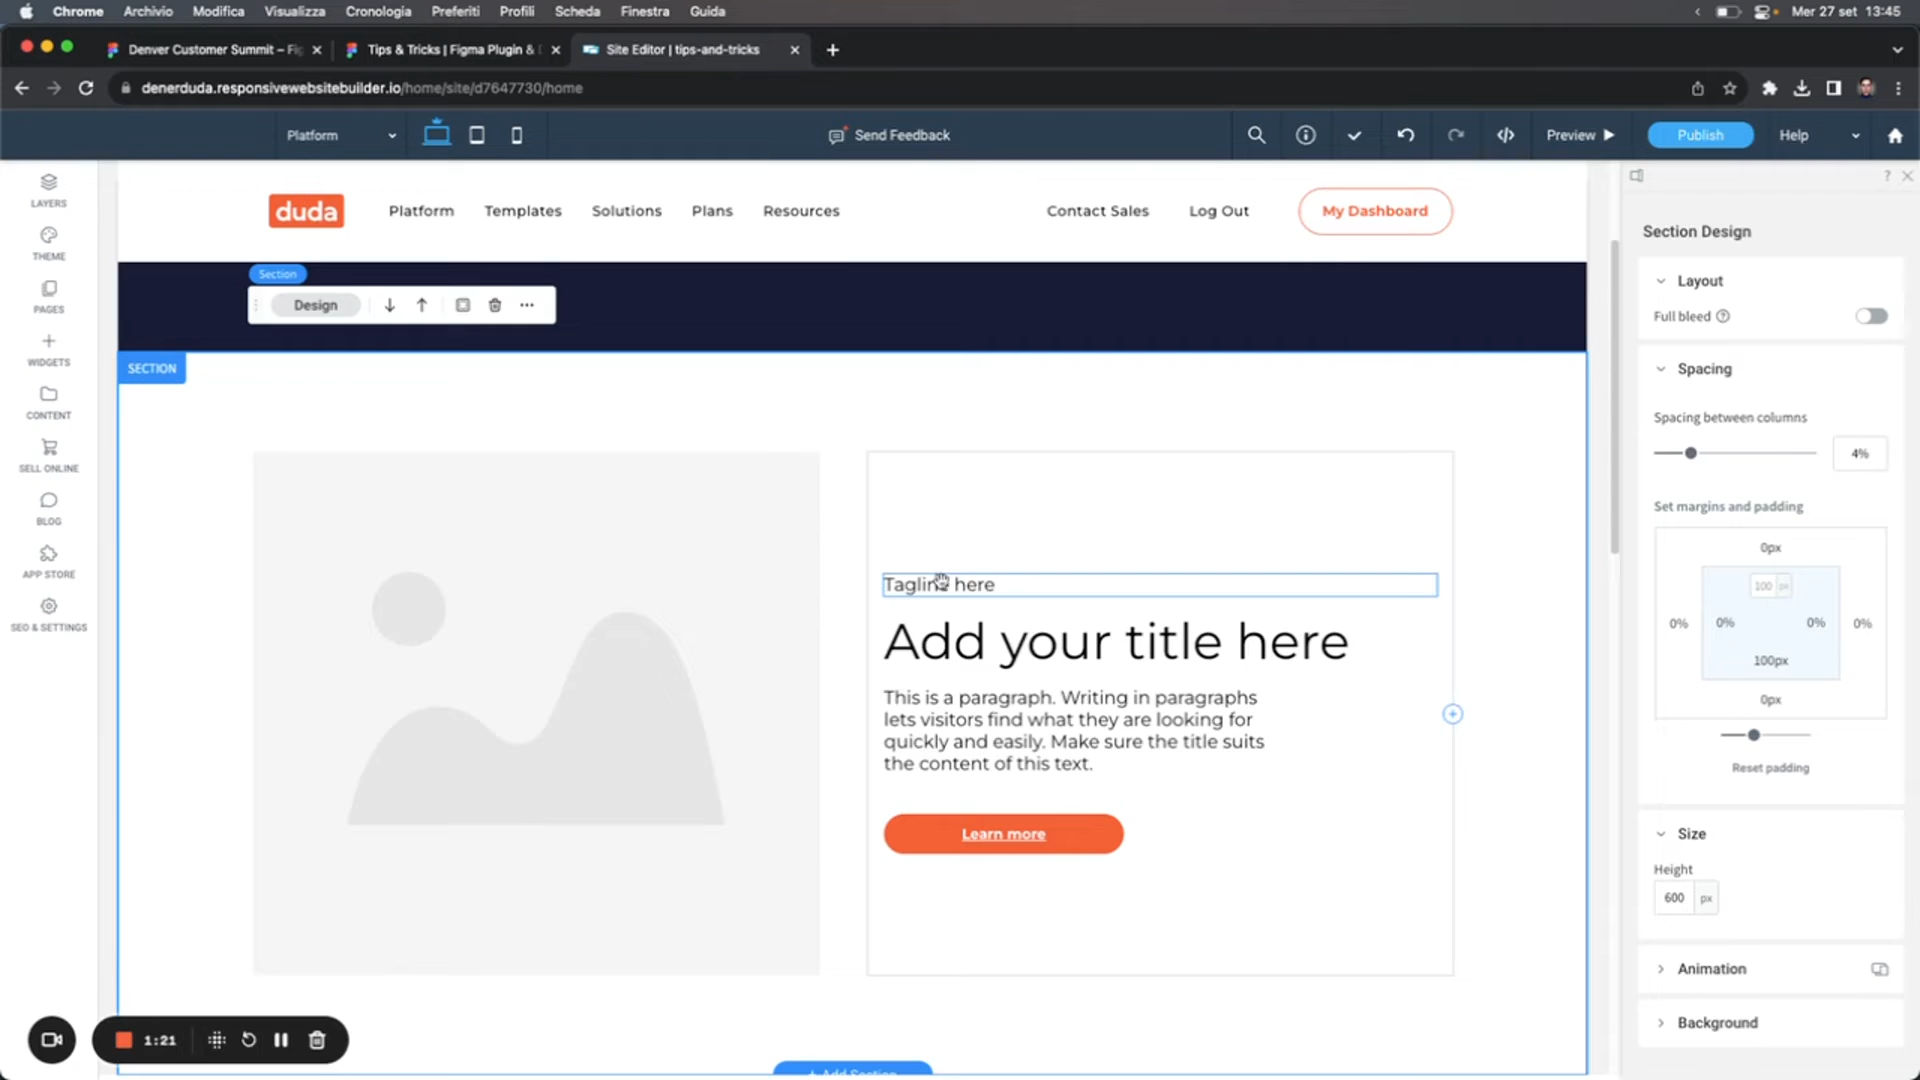 Chrome Archivio Modifica Visualizza Cronologia Preferiti Profili Scheda Finestra Guida Mer 27 set 13:45
Denver Customer Summit – Fig Tips & Tricks | Figma Plugin & Site Editor | tips-and-tricks
denerduda.responsivewebsitebuilder.io/home/site/d7647730/home
Platform Send Feedback Preview Publish Help
LAYERS
THEME
PAGES
WIDGETS
CONTENT
SELL ONLINE
BLOG
APP STORE
SEO & SETTINGS
duda Platform Templates Solutions Plans Resources Contact Sales Log Out My Dashboard
Section
Design
SECTION
Tagline here
Add your title here
This is a paragraph. Writing in paragraphs
lets visitors find what they are looking for
quickly and easily. Make sure the title suits
the content of this text.
Learn more
+ Add Section
1:21
?
Section Design
Layout
Full bleed ?
Spacing
Spacing between columns
4%
Set margins and padding
0px
100 px
0% 0% 0% 0%
100px
0px
Reset padding
Size
Height
600 px
Animation
Background